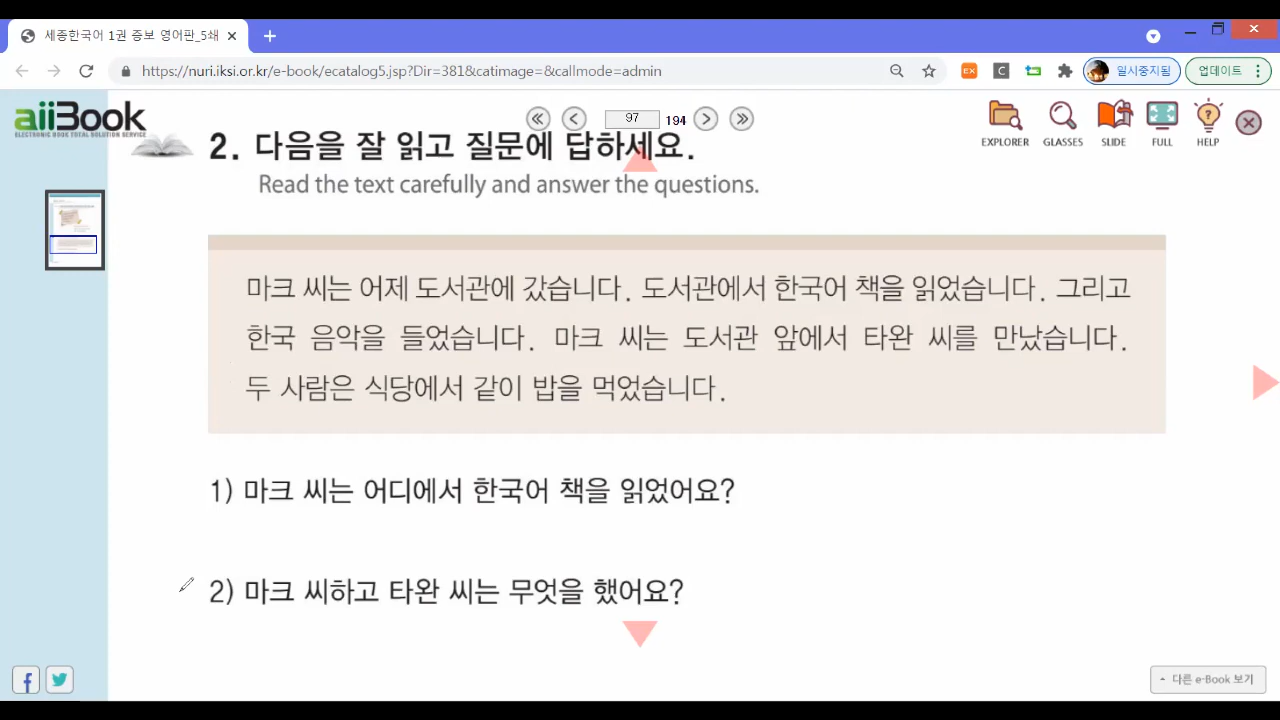 세종한국어 1권 증보 영어판_5쇄
https://nuri.iksi.or.kr/e-book/ecatalog5.jsp?Dir=381&catimage=&callmode=admin
EX
C
일시중지됨
업데이트
aiiBook
ELECTRONIC BOOK TOTAL SOLUTION SERVICE
97 194
EXPLORER GLASSES SLIDE FULL HELP
2. 다음을 잘 읽고 질문에 답하세요.
Read the text carefully and answer the questions.
마크 씨는 어제 도서관에 갔습니다. 도서관에서 한국어 책을 읽었습니다. 그리고
한국 음악을 들었습니다. 마크 씨는 도서관 앞에서 타완 씨를 만났습니다.
두 사람은 식당에서 같이 밥을 먹었습니다.
1) 마크 씨는 어디에서 한국어 책을 읽었어요?
2) 마크 씨하고 타완 씨는 무엇을 했어요?
다른 e-Book 보기